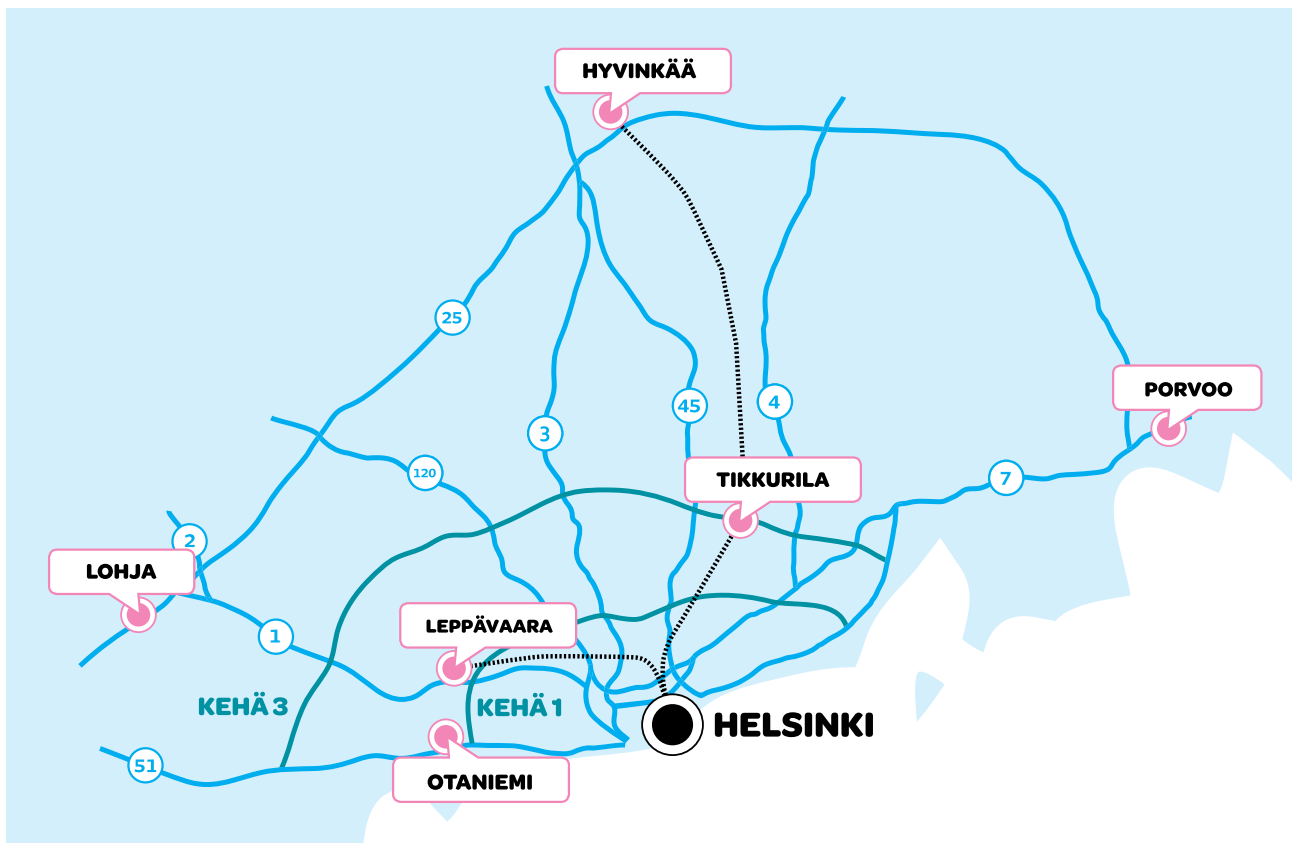 HYVINKÄÄ
25
45
4
PORVOO
3
120
TIKKURILA
7
2
LOHJA
1
LEPPÄVAARA
KEHÄ 3
KEHÄ 1
HELSINKI
51
OTANIEMI